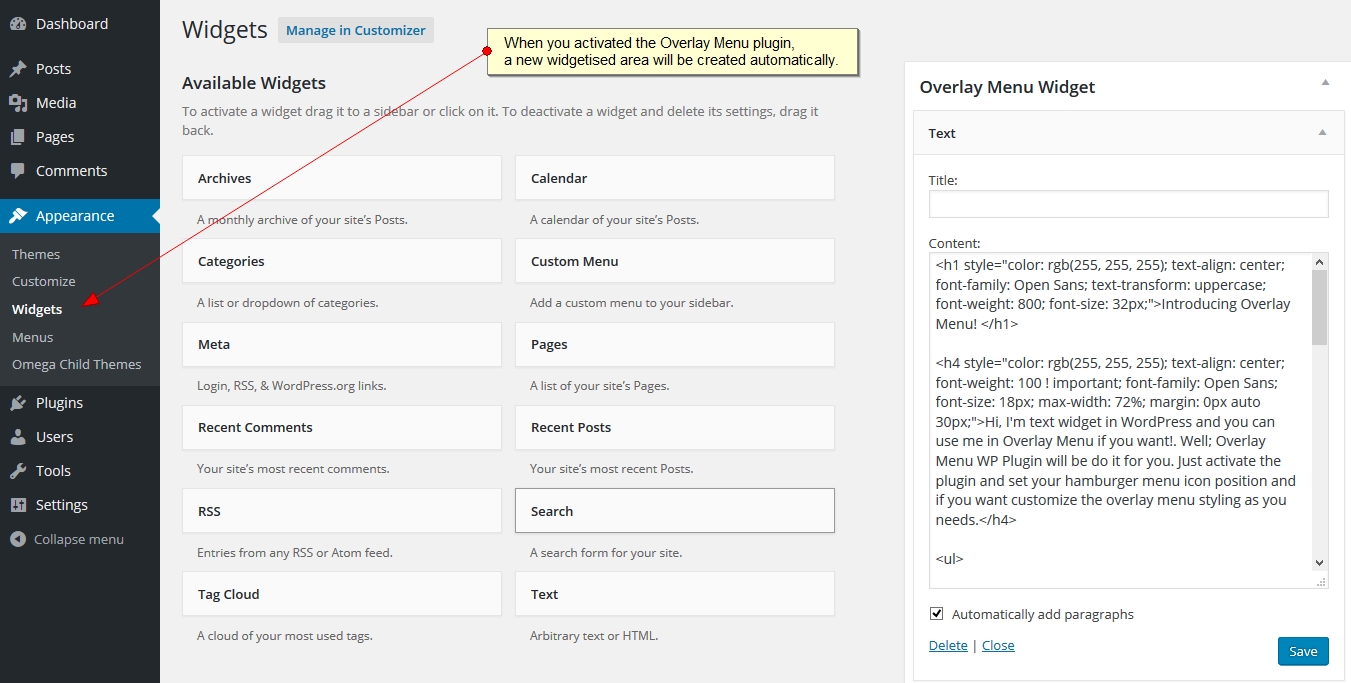 Dashboard
Posts
Media
Pages
Comments
Appearance
Themes
Customize
Widgets
Menus
Omega Child Themes
Plugins
Users
Tools
Settings
Collapse menu
Widgets
Manage in Customizer
When you activated the Overlay Menu plugin,
a new widgetised area will be created automatically.
Available Widgets
To activate a widget drag it to a sidebar or click on it. To deactivate a widget and delete its settings, drag it
back.
Archives
A monthly archive of your site's Posts.
Calendar
A calendar of your site's Posts.
Categories
A list or dropdown of categories.
Custom Menu
Add a custom menu to your sidebar.
Meta
Login, RSS, & WordPress.org links.
Pages
A list of your site's Pages.
Recent Comments
Your site's most recent comments.
Recent Posts
Your site's most recent Posts.
RSS
Entries from any RSS or Atom feed.
Search
A search form for your site.
Tag Cloud
A cloud of your most used tags.
Text
Arbitrary text or HTML.
Overlay Menu Widget
Text
Title:
Content:
<h1 style="color: rgb(255, 255, 255); text-align: center;
font-family: Open Sans; text-transform: uppercase;
font-weight: 800; font-size: 32px;">Introducing Overlay
Menu! </h1>
<h4 style="color: rgb(255, 255, 255); text-align: center;
font-weight: 100 ! important; font-family: Open Sans;
font-size: 18px; max-width: 72%; margin: 0px auto
30px;">Hi, I'm text widget in WordPress and you can
use me in Overlay Menu if you want!. Well; Overlay
Menu WP Plugin will be do it for you. Just activate the
plugin and set your hamburger menu icon position and
if you want customize the overlay menu styling as you
needs.</h4>
<ul>
Automatically add paragraphs
Delete | Close
Save